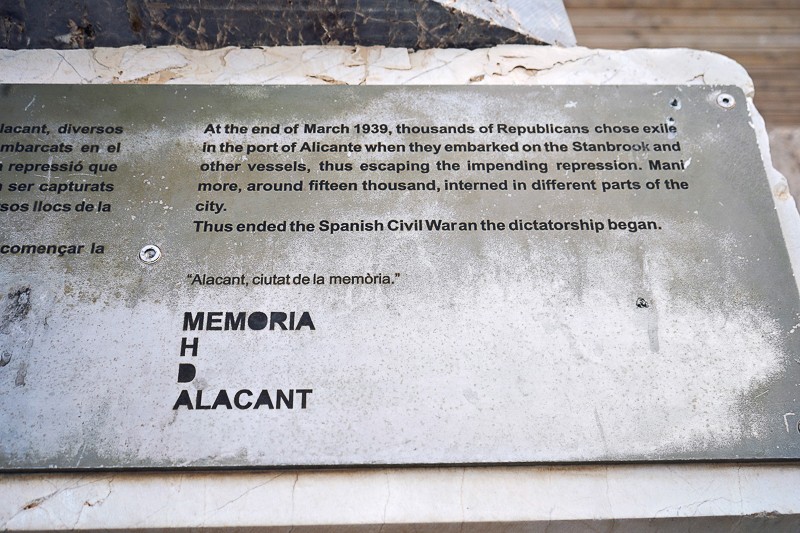 lacant, diversos
mbarcats en el
repressió que
ser capturats
sos llocs de la
començar la
At the end of March 1939, thousands of Republicans chose exile
in the port of Alicante when they embarked on the Stanbrook and
other vessels, thus escaping the impending repression. Mani
more, around fifteen thousand, interned in different parts of the
city.
Thus ended the Spanish Civil War an the dictatorship began.
“Alacant, ciutat de la memòria.”
MEMORIA
H
D
ALACANT